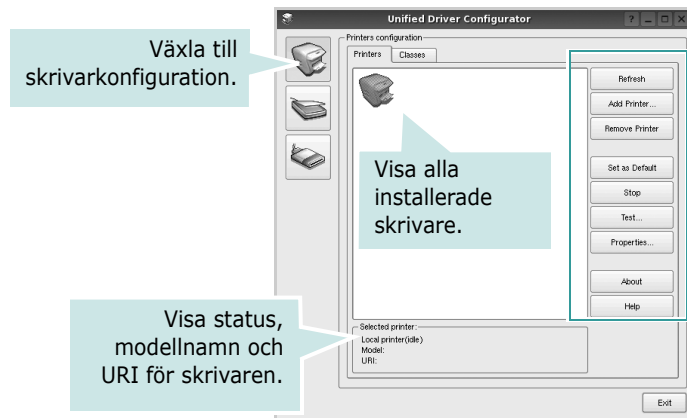 Unified Driver Configurator
Växla till
skrivarkonfiguration.
Printers configuration
Printers
Classes
Refresh
Add Printer...
Remove Printer
Set as Default
Stop
Test...
Properties...
About
Help
Visa alla
installerade
skrivare.
Visa status,
modellnamn och
URI för skrivaren.
Selected printer:
Local printer(idle)
Model:
URI:
Exit